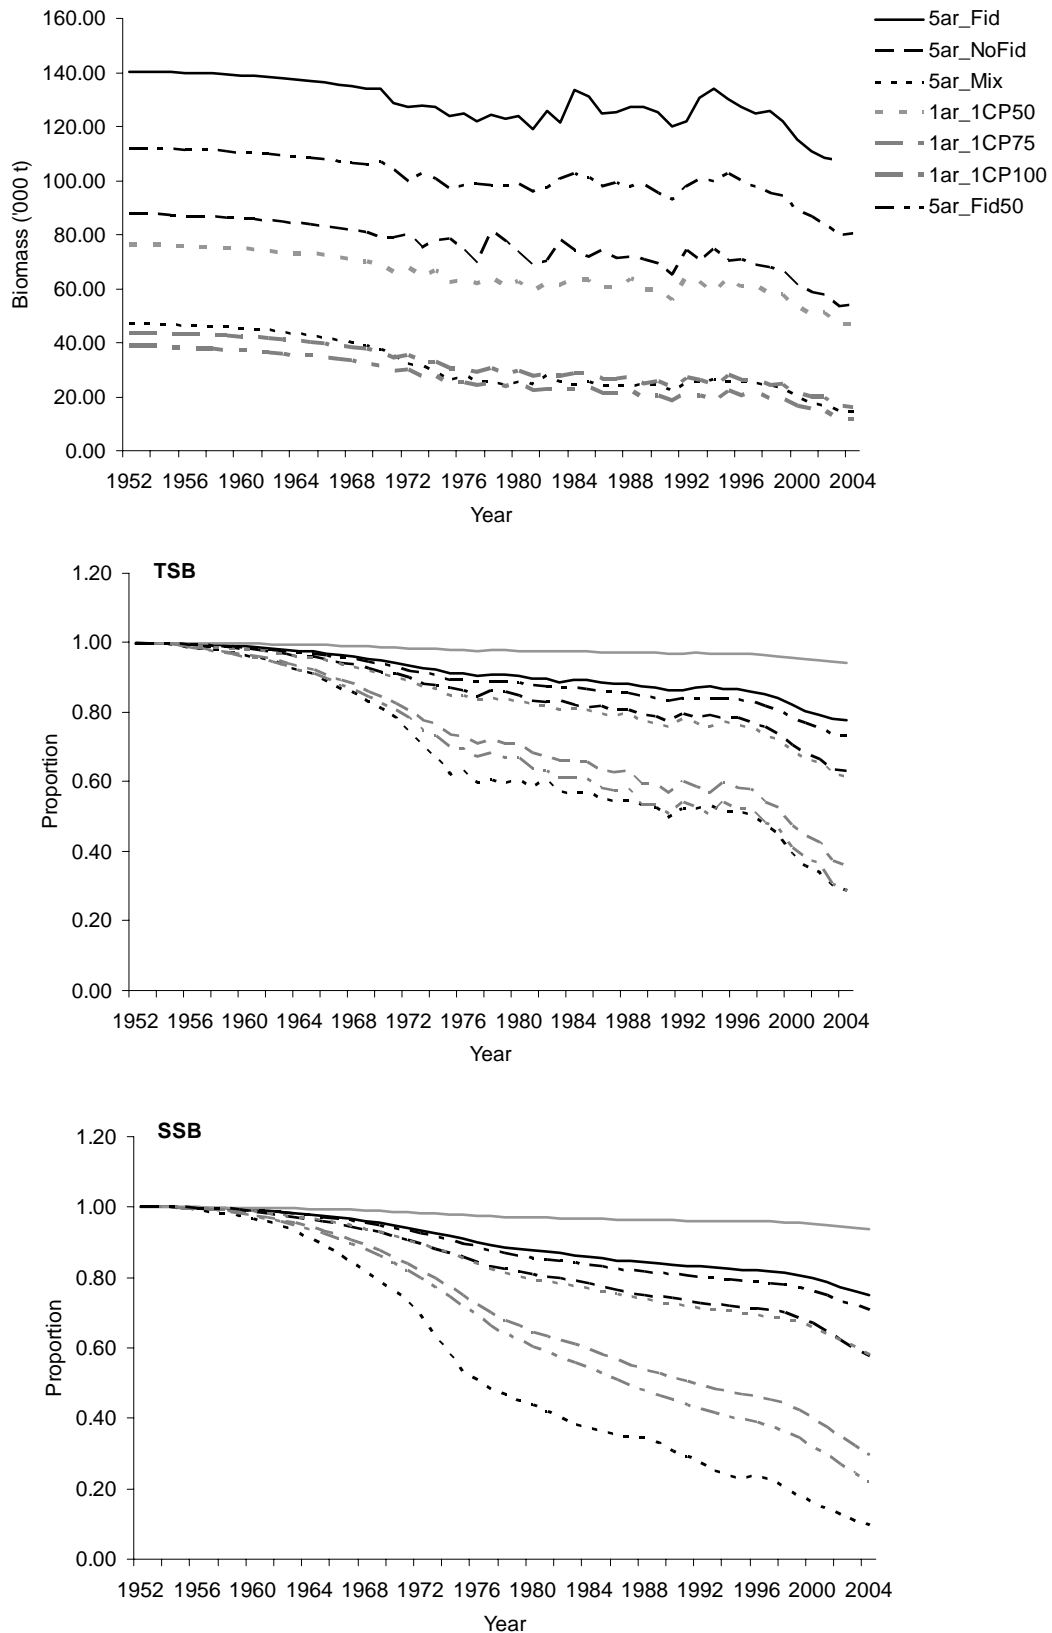 160.00
140.00
120.00
100.00
80.00
60.00
40.00
20.00
0.00
Biomass ('000 t)
1952 1956 1960 1964 1968 1972 1976 1980 1984 1988 1992 1996 2000 2004
Year
5ar_Fid
5ar_NoFid
5ar_Mix
1ar_1CP50
1ar_1CP75
1ar_1CP100
5ar_Fid50
TSB
1.20
1.00
0.80
0.60
0.40
0.20
0.00
Proportion
1952 1956 1960 1964 1968 1972 1976 1980 1984 1988 1992 1996 2000 2004
Year
SSB
1.20
1.00
0.80
0.60
0.40
0.20
0.00
Proportion
1952 1956 1960 1964 1968 1972 1976 1980 1984 1988 1992 1996 2000 2004
Year